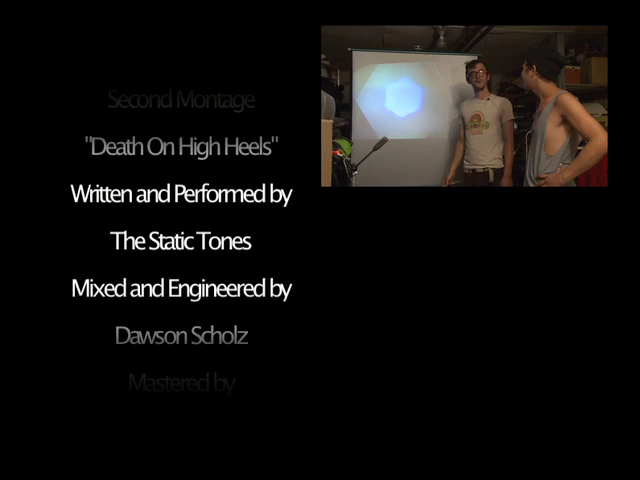 Second Montage
"Death On High Heels"
Written and Performed by
The Static Tones
Mixed and Engineered by
Dawson Scholz
Mastered by